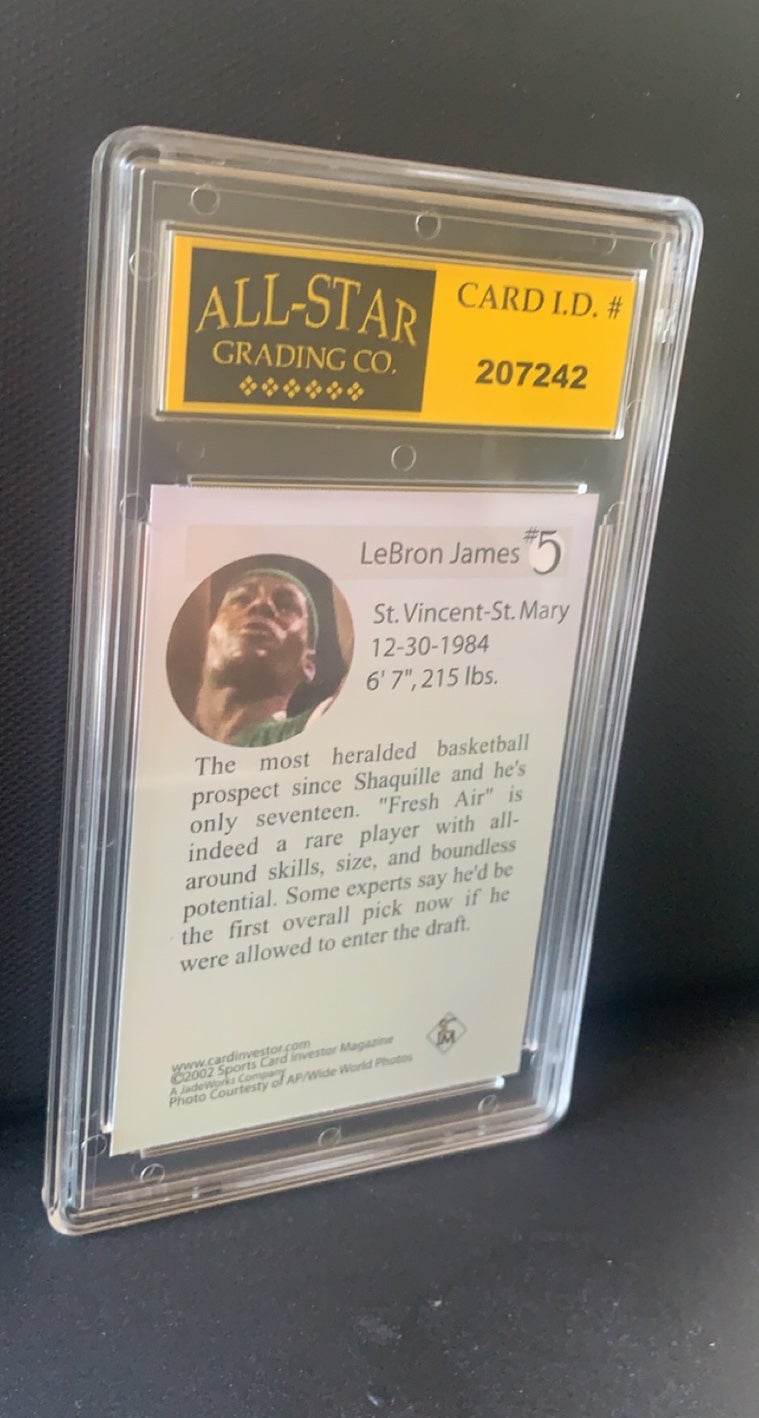 ALL-STAR
GRADING CO.
CARD I.D. #
207242
LeBron James #5
St. Vincent-St. Mary
12-30-1984
6' 7", 215 lbs.
The most heralded basketball
prospect since Shaquille and he's
only seventeen. "Fresh Air" is
indeed a rare player with all-
around skills, size, and boundless
potential. Some experts say he'd be
the first overall pick now if he
were allowed to enter the draft.
www.cardinvestor.com
©2002 Sports Card Investor Magazine
A JadeWorks Company
Photo Courtesy of AP/Wide World Photos